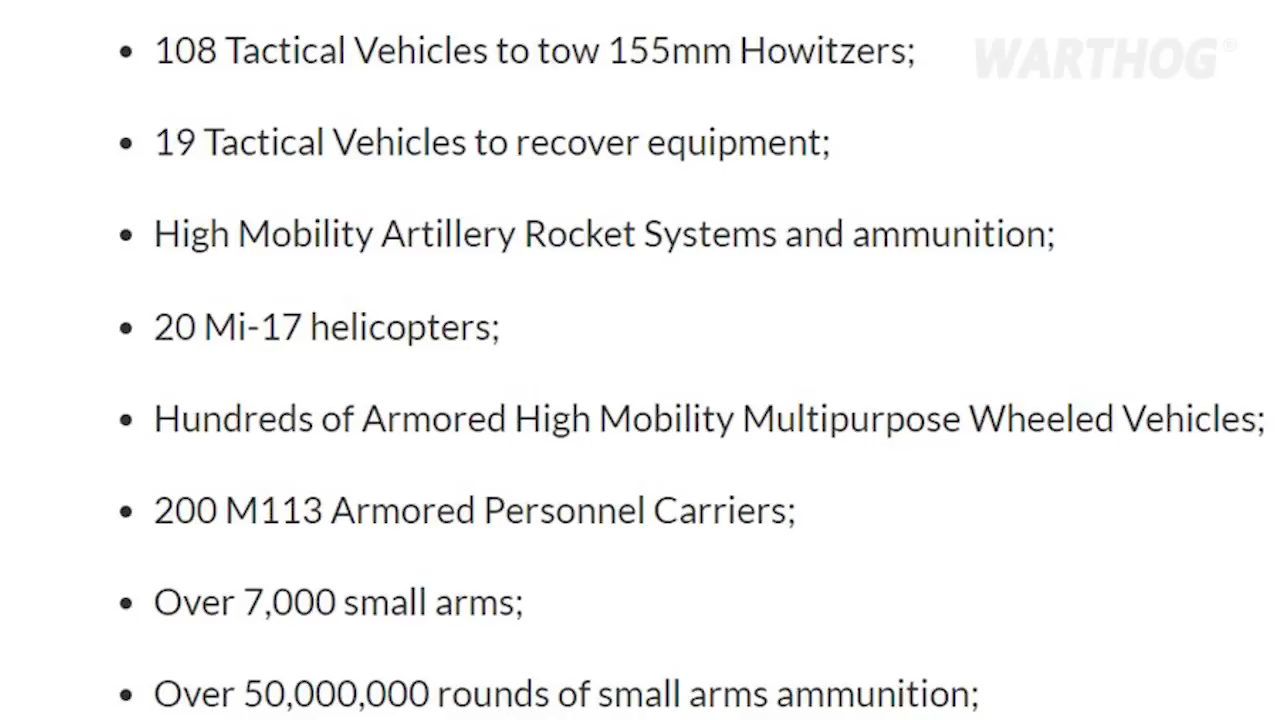 • 108 Tactical Vehicles to tow 155mm Howitzers;
WARTHOG®
• 19 Tactical Vehicles to recover equipment;
• High Mobility Artillery Rocket Systems and ammunition;
• 20 Mi-17 helicopters;
• Hundreds of Armored High Mobility Multipurpose Wheeled Vehicles;
• 200 M113 Armored Personnel Carriers;
• Over 7,000 small arms;
• Over 50,000,000 rounds of small arms ammunition;